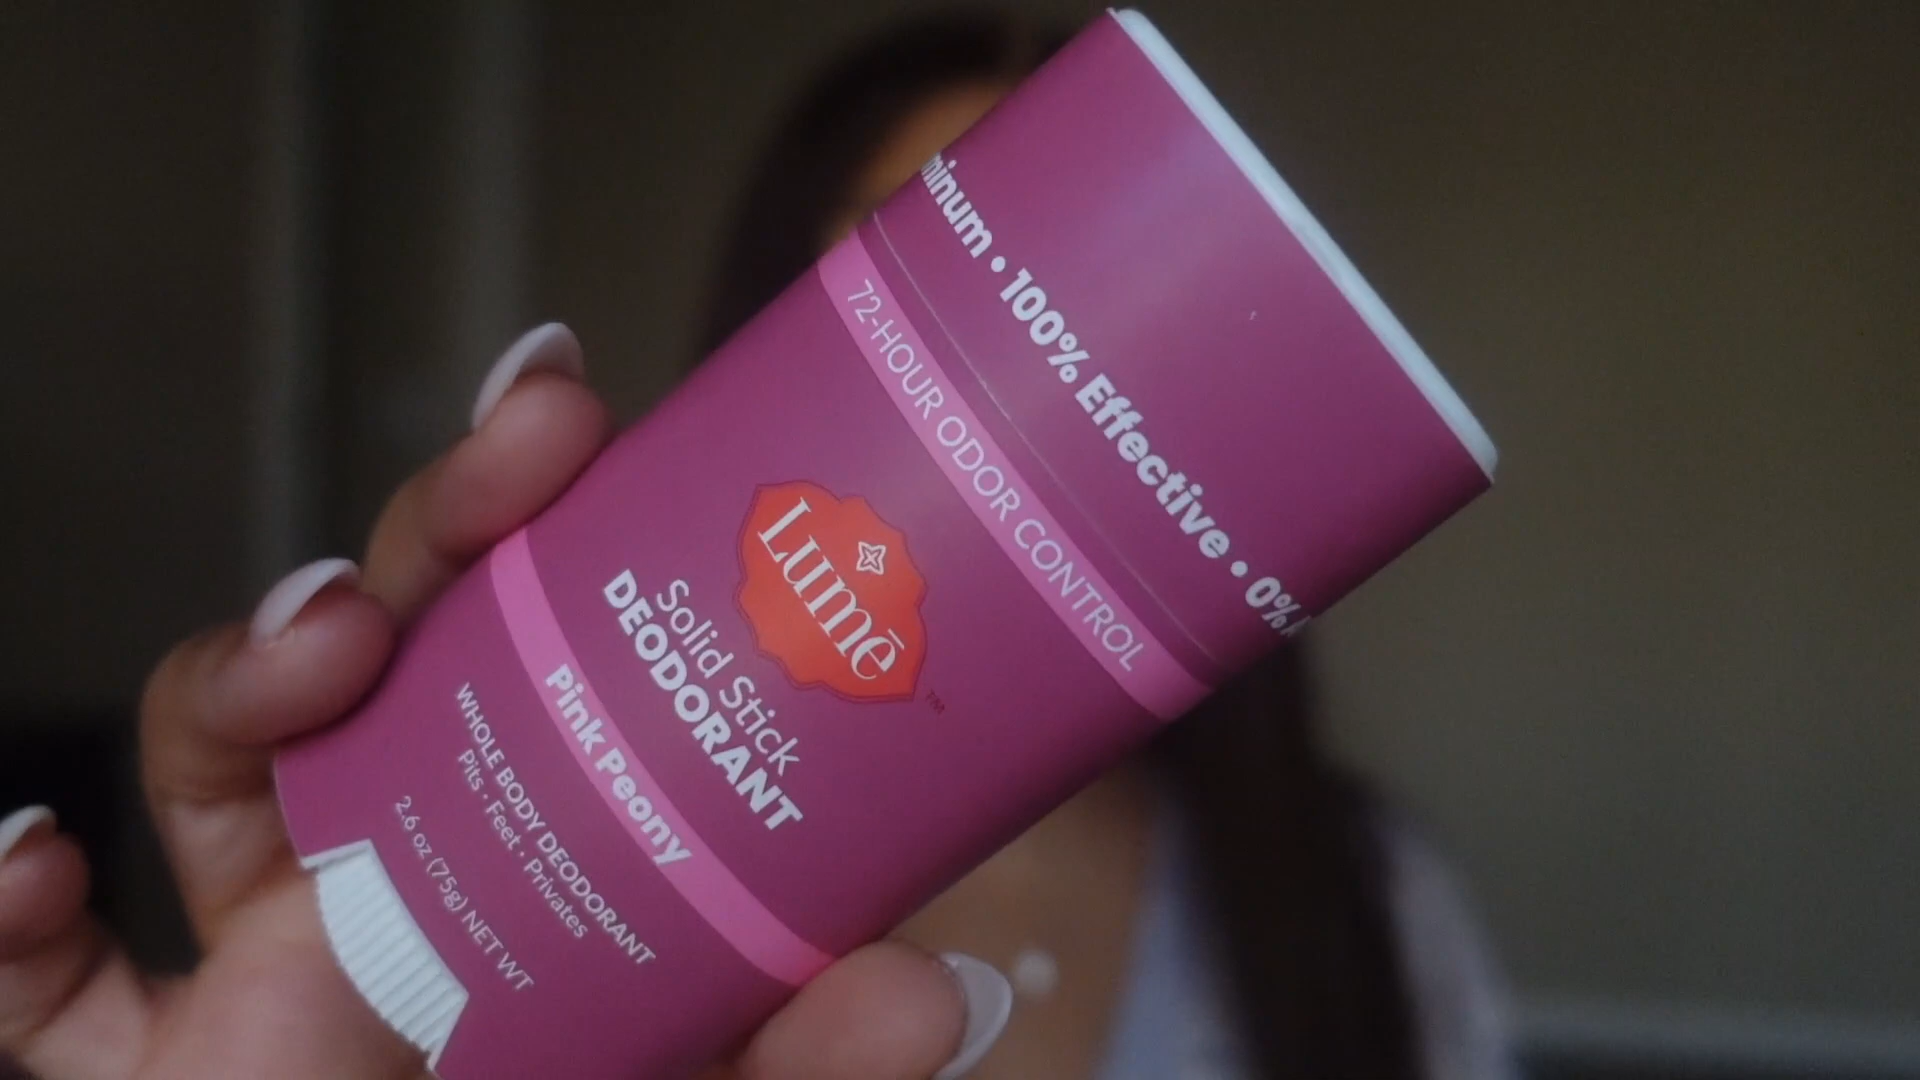 minum • 100% Effective • 0%
72-HOUR ODOR CONTROL
Lumē
TM
Solid Stick
DEODORANT
Pink Peony
WHOLE BODY DEODORANT
Pits · Feet · Privates
2.6 oz (75g) NET WT